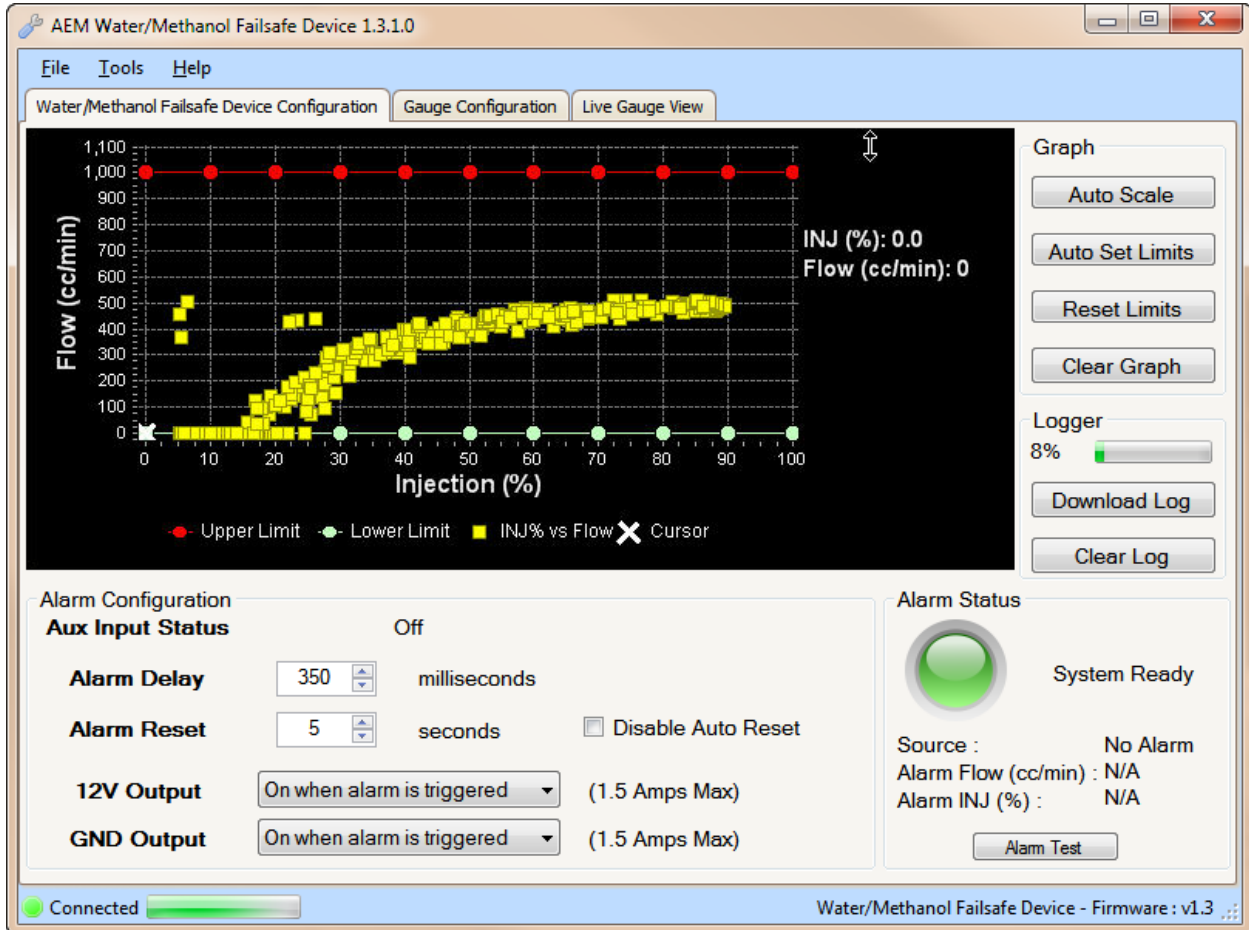 AEM Water/Methanol Failsafe Device 1.3.1.0
File Tools Help
Water/Methanol Failsafe Device Configuration Gauge Configuration Live Gauge View
1,100
1,000
900
800
700
600
500
400
300
200
100
0
Flow (cc/min)
0 10 20 30 40 50 60 70 80 90 100
Injection (%)
INJ (%): 0.0
Flow (cc/min): 0
Upper Limit Lower Limit INJ% vs Flow Cursor
Graph
Auto Scale
Auto Set Limits
Reset Limits
Clear Graph
Logger
8%
Download Log
Clear Log
Alarm Configuration
Aux Input Status Off
Alarm Delay 350 milliseconds
Alarm Reset 5 seconds Disable Auto Reset
12V Output On when alarm is triggered (1.5 Amps Max)
GND Output On when alarm is triggered (1.5 Amps Max)
Alarm Status
System Ready
Source : No Alarm
Alarm Flow (cc/min) : N/A
Alarm INJ (%) : N/A
Alarm Test
Connected Water/Methanol Failsafe Device - Firmware : v1.3